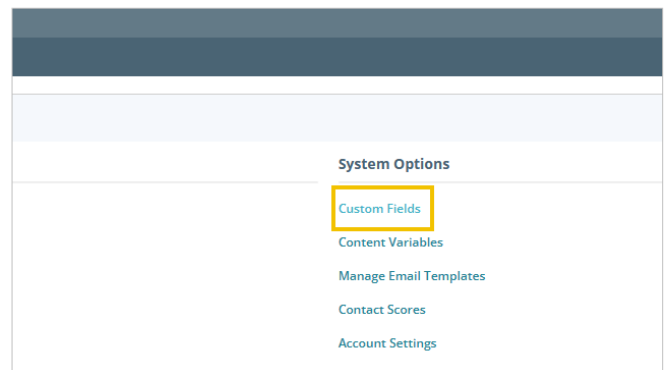 System Options
Custom Fields
Content Variables
Manage Email Templates
Contact Scores
Account Settings